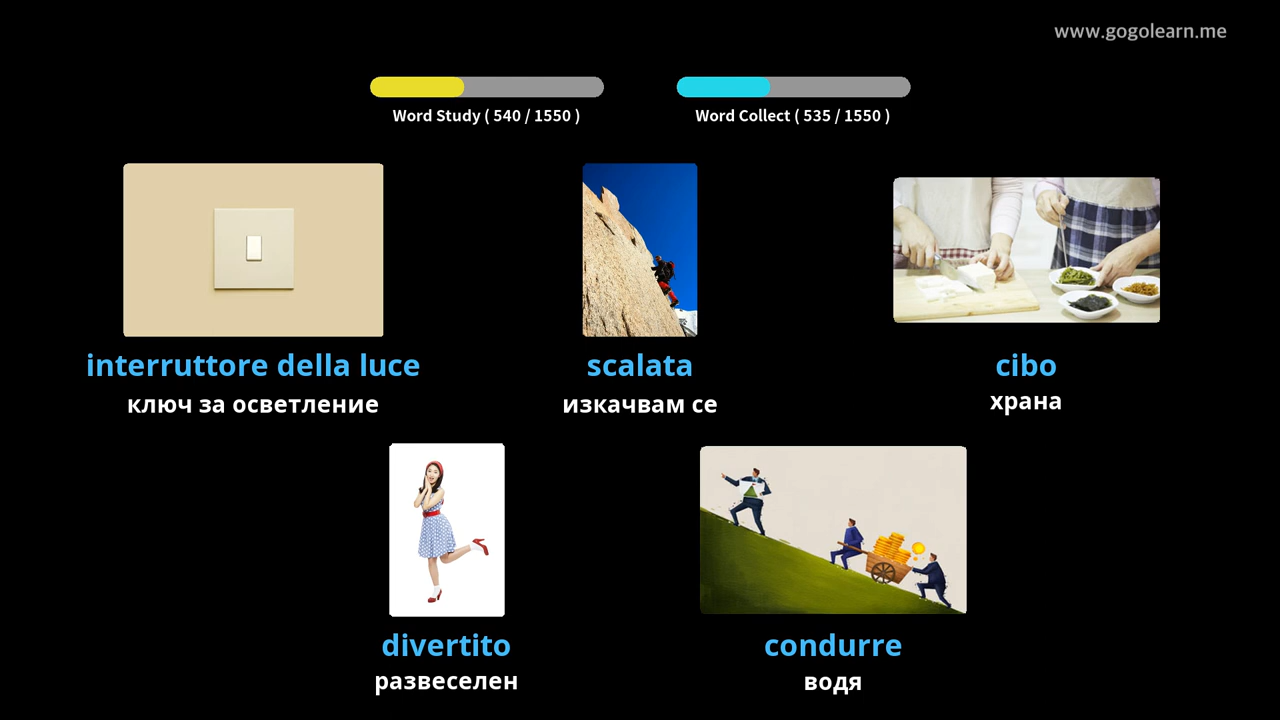 www.gogolearn.me
Word Study ( 540 / 1550 )
Word Collect ( 535 / 1550 )
interruttore della luce
ключ за осветление
scalata
изкачвам се
cibo
храна
divertito
развеселен
condurre
водя